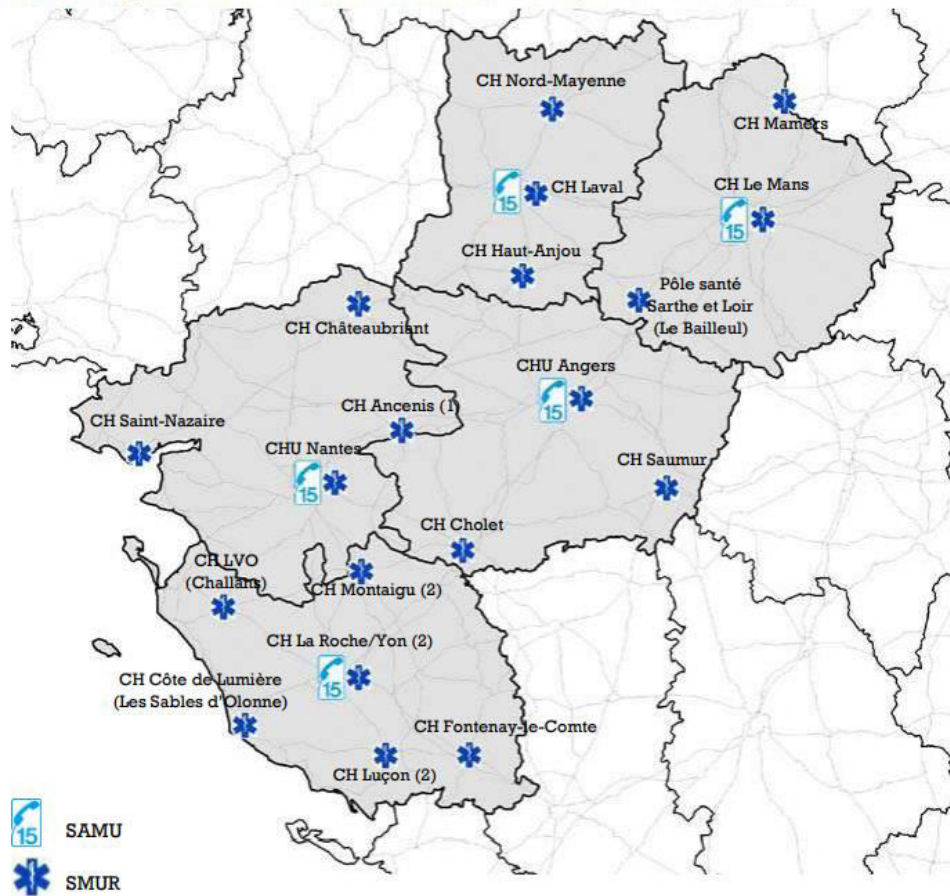 CH Nord-Mayenne
CH Mamers
CH Laval
15
CH Le Mans
15
CH Haut-Anjou
Pôle santé
Sarthe et Loir
(Le Bailleul)
CH Châteaubriant
CHU Angers
15
CH Ancenis (1)
CH Saint-Nazaire
CHU Nantes
15
CH Saumur
CH Cholet
CH LVO
(Challans)
CH Montaigu (2)
CH La Roche/Yon (2)
15
CH Côte de Lumière
(Les Sables d'Olonne)
CH Fontenay-le-Comte
CH Luçon (2)
15
SAMU
SMUR